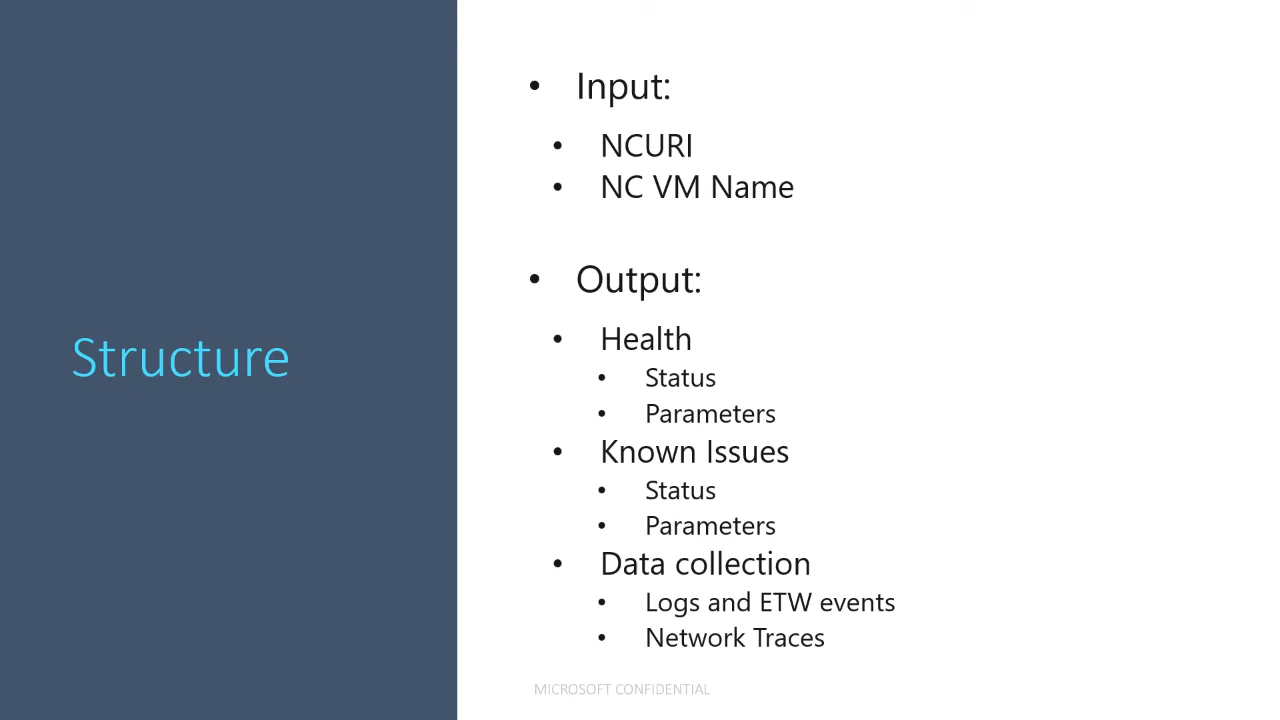 Structure
• Input:
• NCURI
• NC VM Name
• Output:
• Health
• Status
• Parameters
• Known Issues
• Status
• Parameters
• Data collection
• Logs and ETW events
• Network Traces
MICROSOFT CONFIDENTIAL